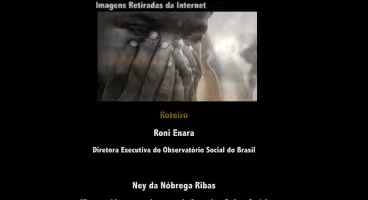 Imagens Retiradas da Internet
Roteiro
Roni Enara
Diretora Executiva do Observatório Social do Brasil
Ney da Nóbrega Ribas